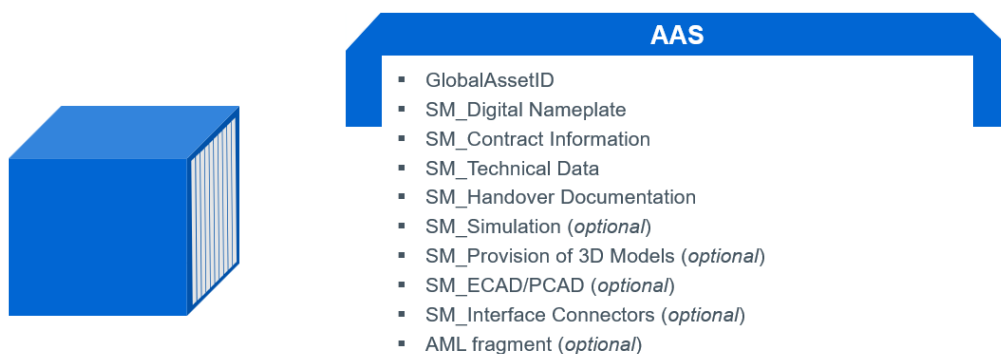 AAS
▪ GlobalAssetID
▪ SM_Digital Nameplate
▪ SM_Contract Information
▪ SM_Technical Data
▪ SM_Handover Documentation
▪ SM_Simulation (optional)
▪ SM_Provision of 3D Models (optional)
▪ SM_ECAD/PCAD (optional)
▪ SM_Interface Connectors (optional)
▪ AML fragment (optional)